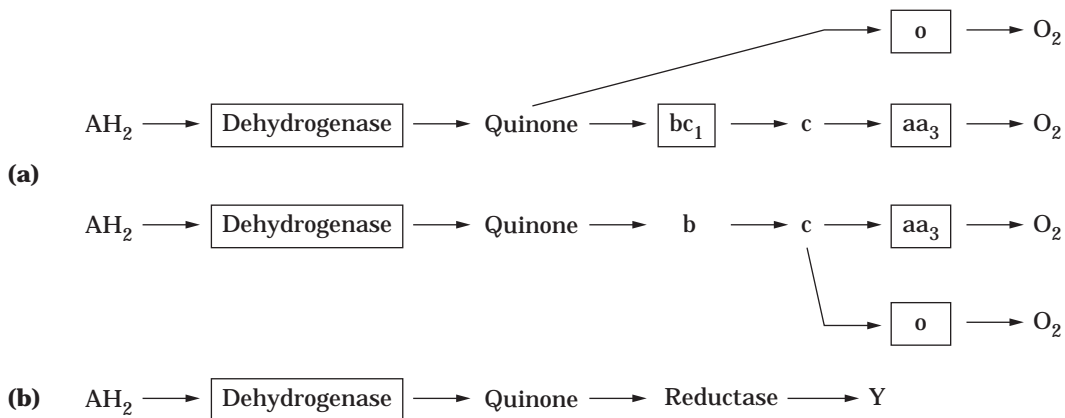 o O₂
AH₂ Dehydrogenase Quinone bc₁ c aa₃ O₂
(a)
AH₂ Dehydrogenase Quinone b c aa₃ O₂
o O₂
(b) AH₂ Dehydrogenase Quinone Reductase Y